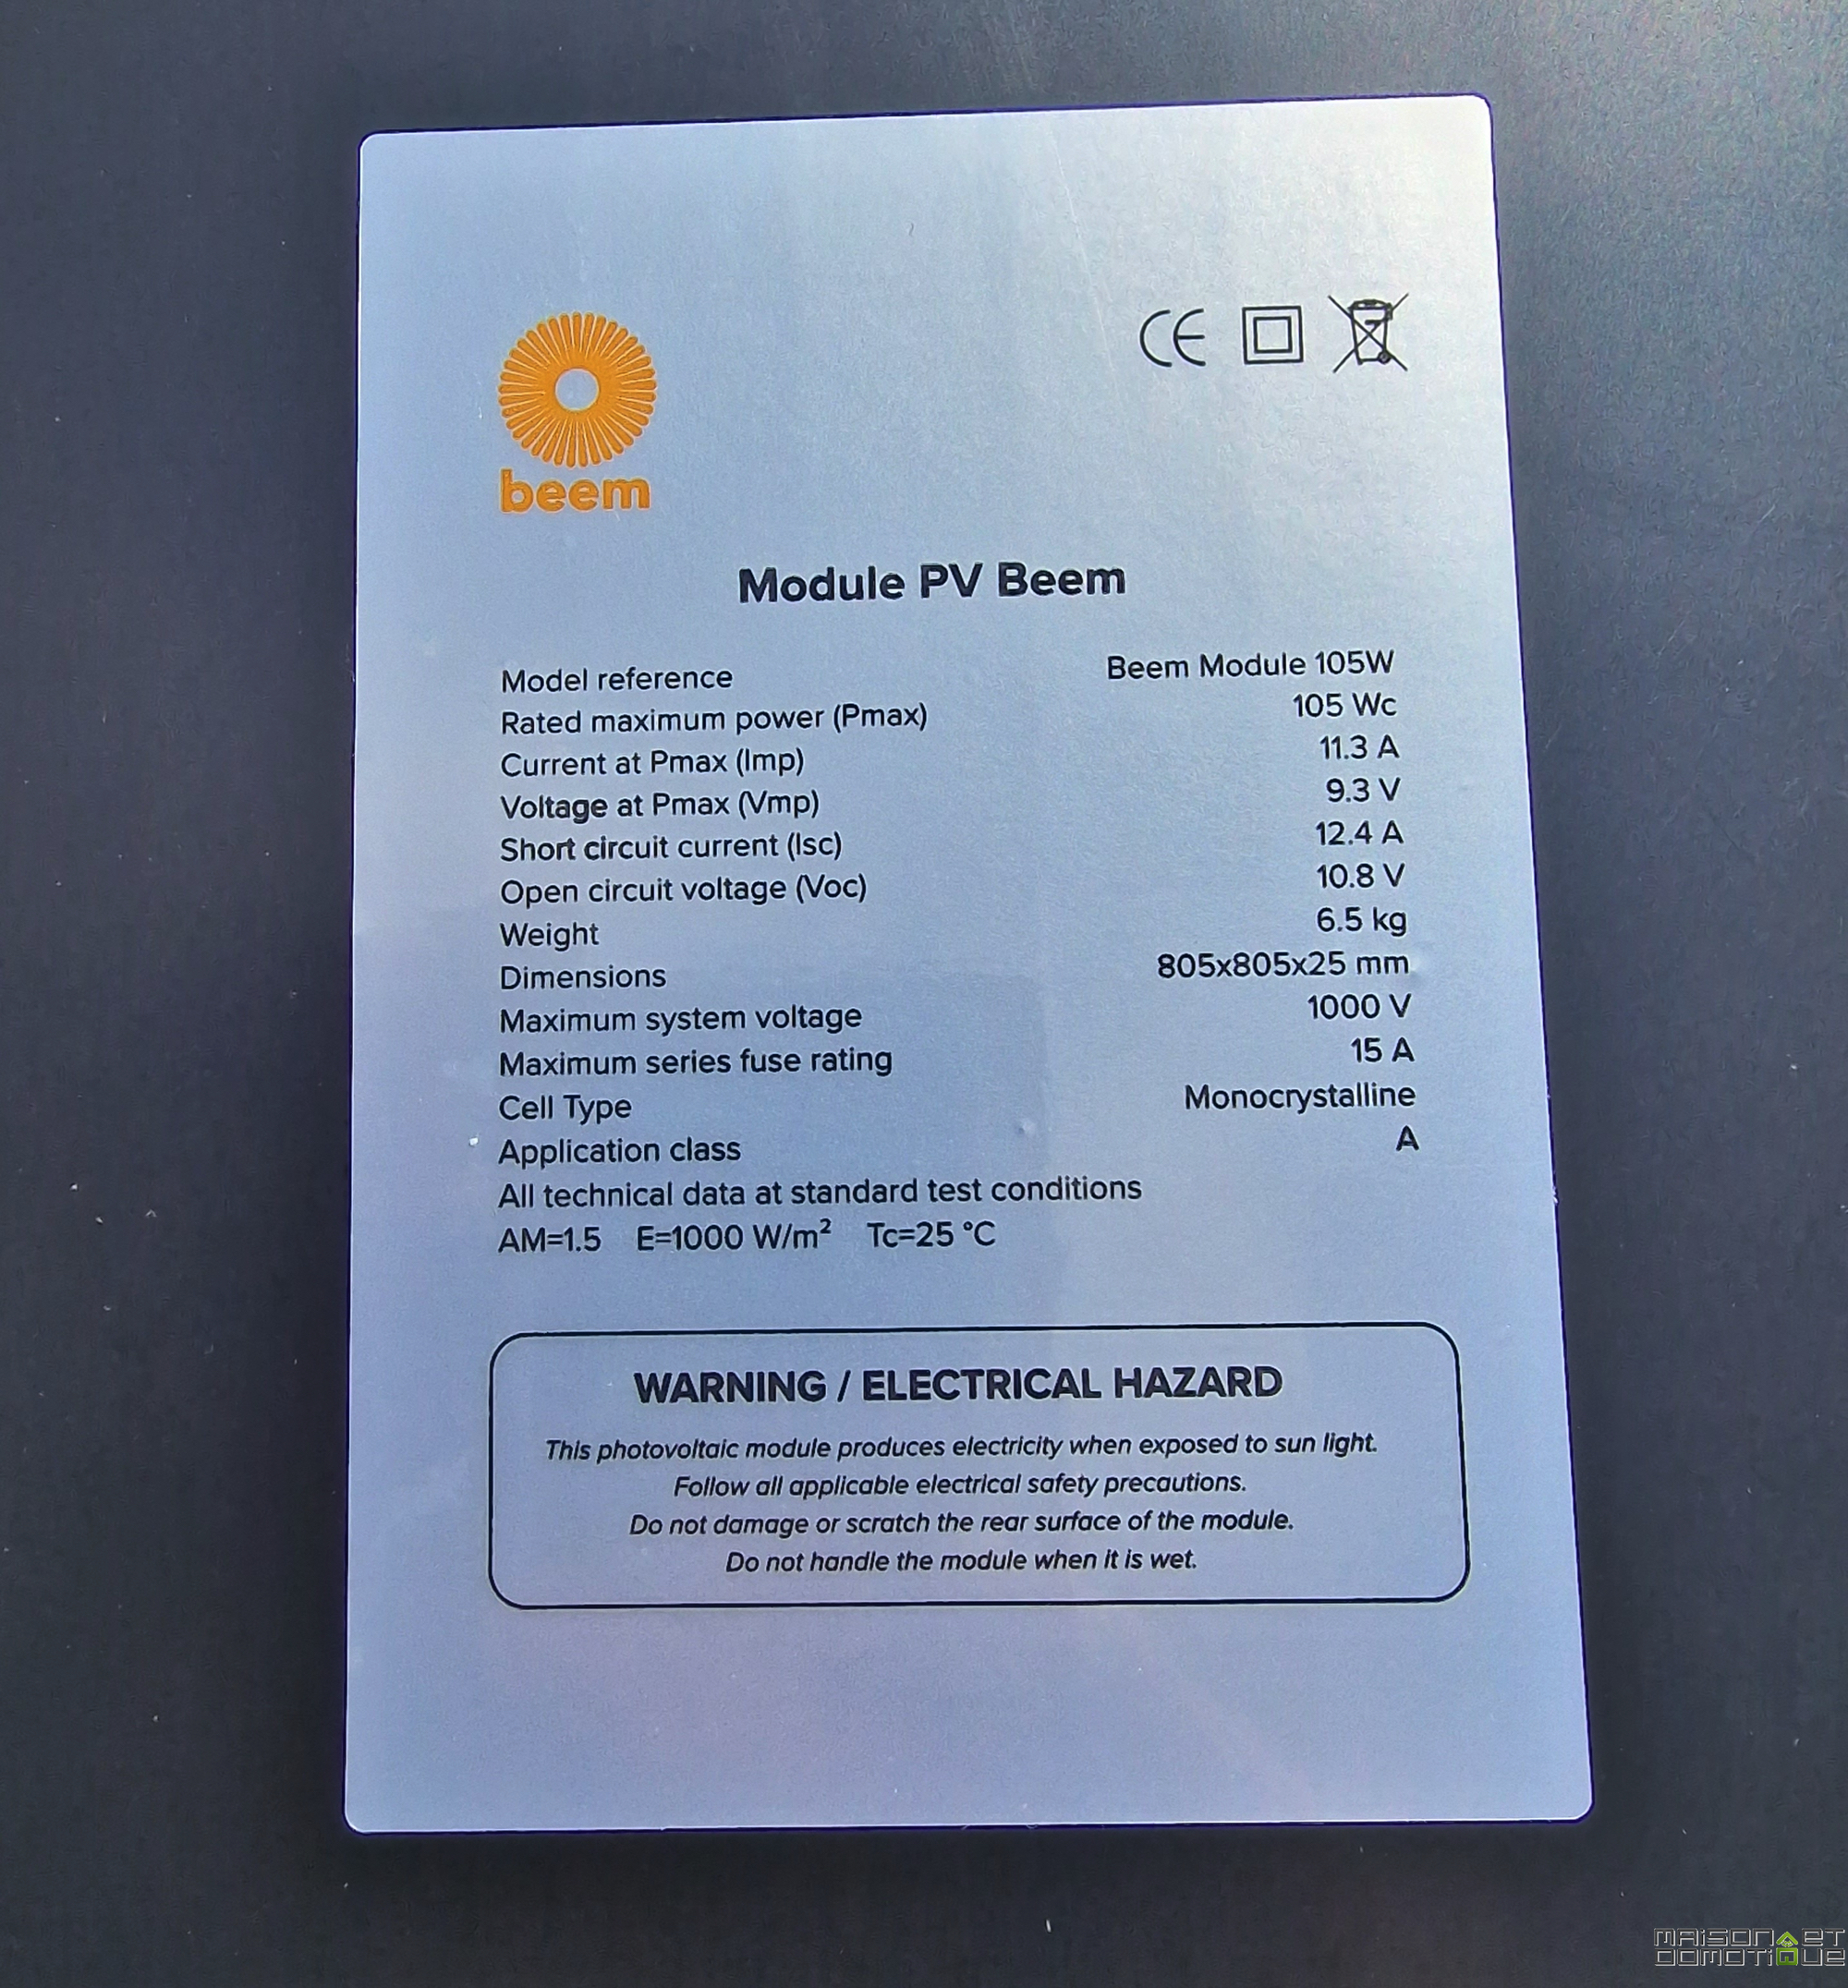 CE
beem
Module PV Beem
Model reference Beem Module 105W
Rated maximum power (Pmax) 105 Wc
Current at Pmax (Imp) 11.3 A
Voltage at Pmax (Vmp) 9.3 V
Short circuit current (Isc) 12.4 A
Open circuit voltage (Voc) 10.8 V
Weight 6.5 kg
Dimensions 805x805x25 mm
Maximum system voltage 1000 V
Maximum series fuse rating 15 A
Cell Type Monocrystalline
Application class A
All technical data at standard test conditions
AM=1.5 E=1000 W/m² Tc=25 °C
WARNING / ELECTRICAL HAZARD
This photovoltaic module produces electricity when exposed to sun light.
Follow all applicable electrical safety precautions.
Do not damage or scratch the rear surface of the module.
Do not handle the module when it is wet.
MAISON ET
DOMOTIQUE